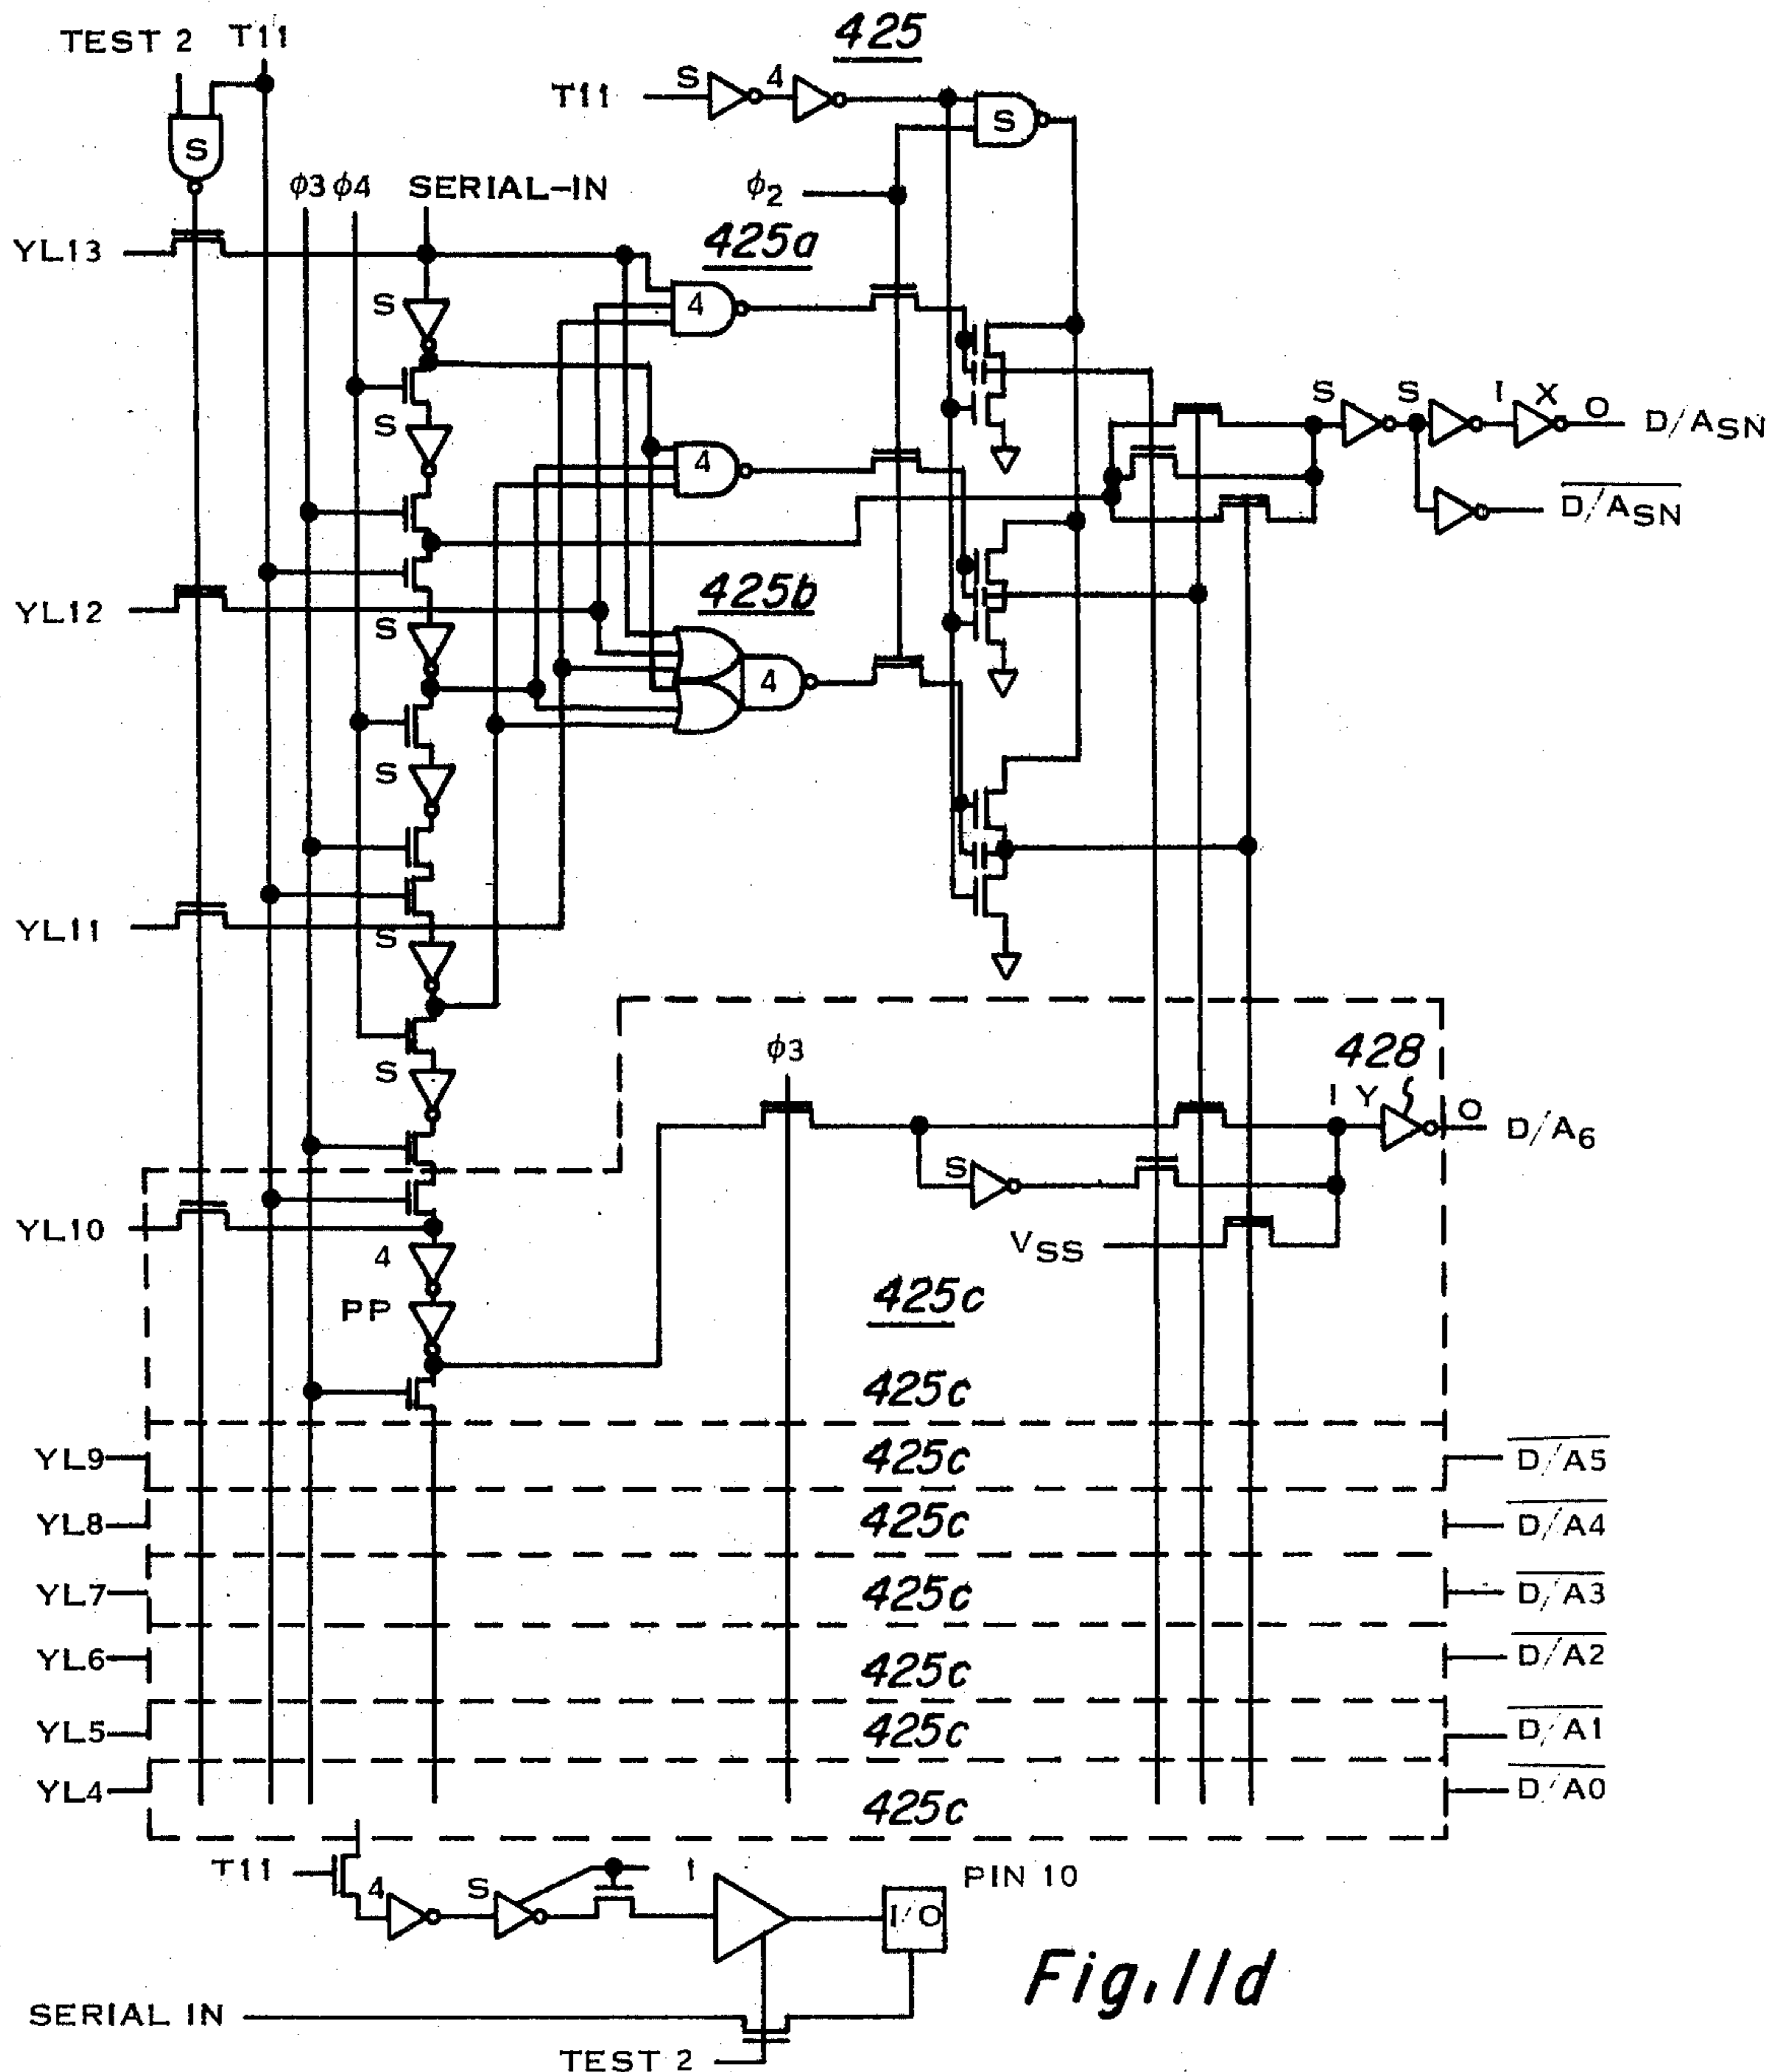 TEST 2 T11 425
T11 S 4
S S
ϕ3 ϕ4 SERIAL-IN ϕ2
YL13 425a
S 4
S S S I X O D/ASN
4
D/ASN
YL12 425b
S
4
S
YL11
S
ϕ3 428
S I Y O D/A6
S
YL10
4 VSS
PP 425c
425c
YL9 425c D/A5
YL8 425c D/A4
YL7 425c D/A3
YL6 425c D/A2
YL5 425c D/A1
YL4 425c D/A0
T11 4 S 1 PIN 10
I/O
Fig. 11d
SERIAL IN
TEST 2